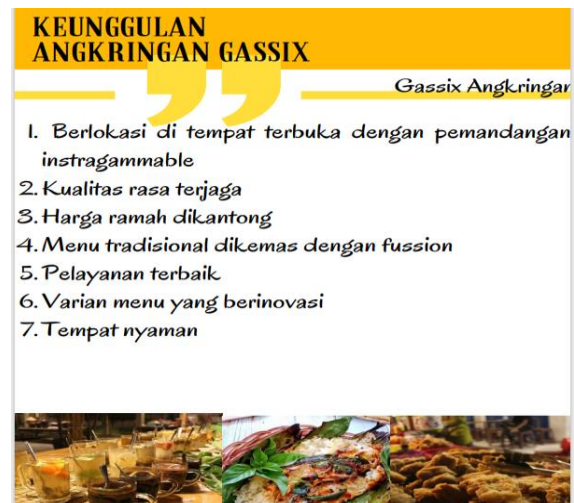 KEUNGGULAN
ANGKRINGAN GASSIX
Gassix Angkringan
1. Berlokasi di tempat terbuka dengan pemandangan
instragammable
2. Kualitas rasa terjaga
3. Harga ramah dikantong
4. Menu tradisional dikemas dengan fussion
5. Pelayanan terbaik
6. Varian menu yang berinovasi
7. Tempat nyaman